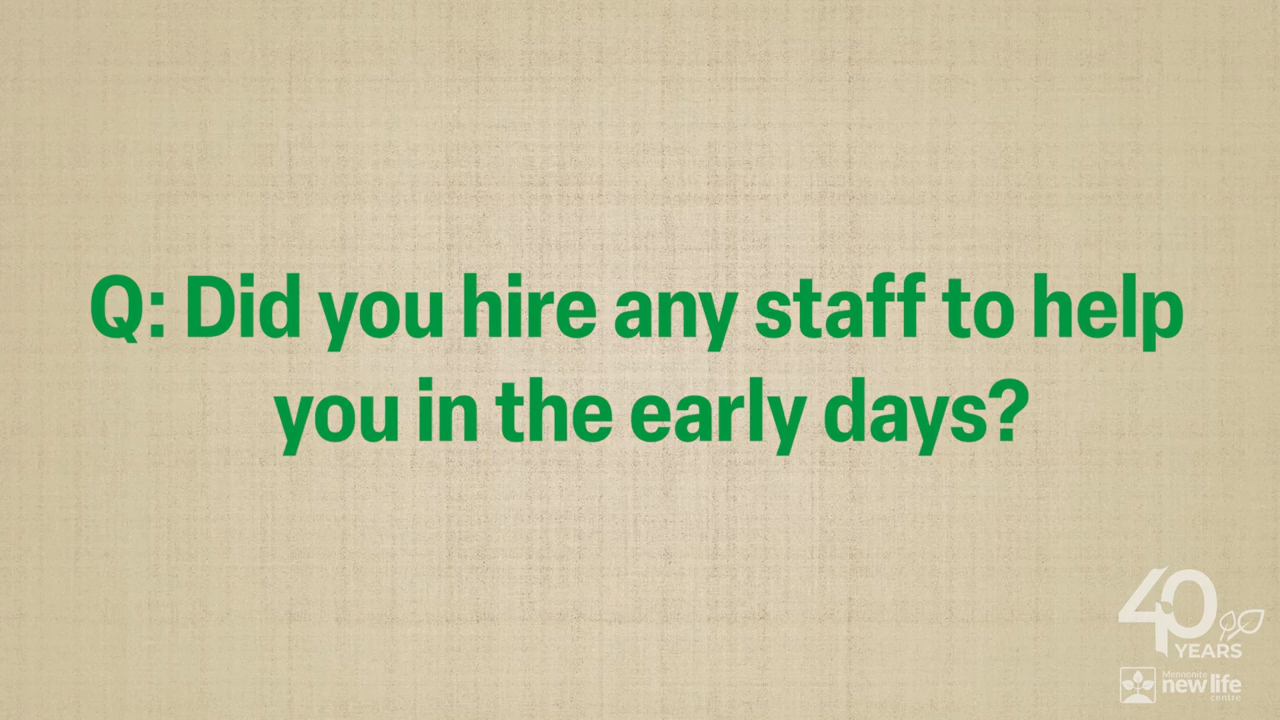 Q: Did you hire any staff to help
you in the early days?
40
YEARS
Mennonite
new life
centre